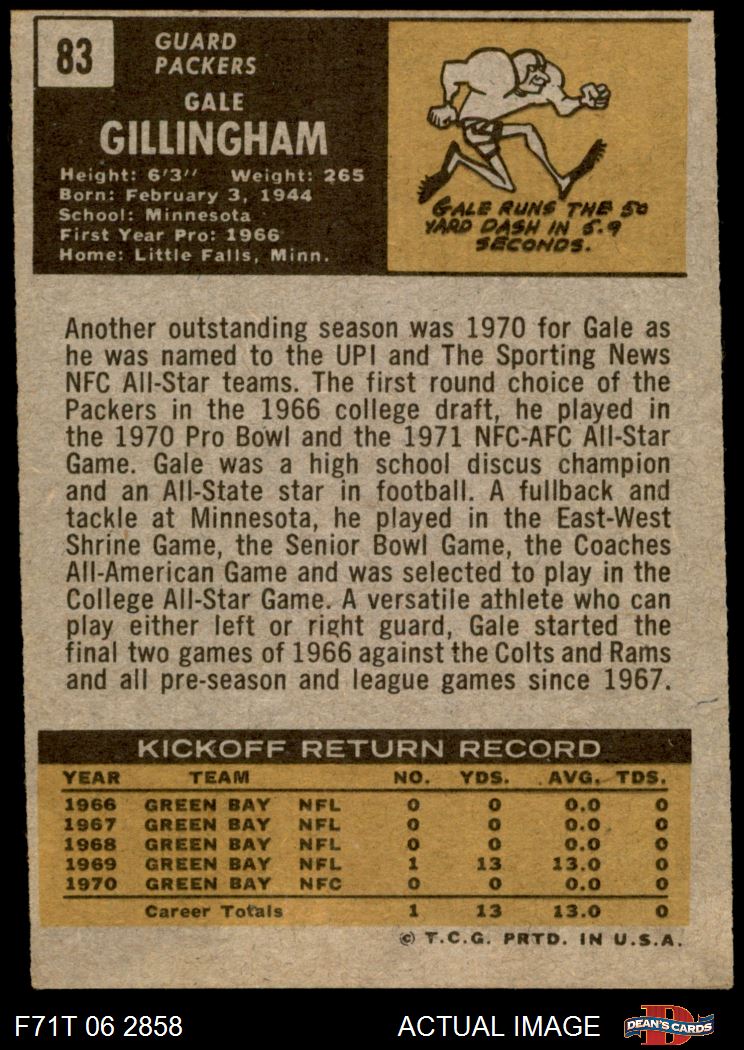 83
GUARD
PACKERS
GALE
GILLINGHAM
Height: 6'3'' Weight: 265
Born: February 3, 1944
School: Minnesota
First Year Pro: 1966
Home: Little Falls, Minn.
GALE RUNS THE 50
YARD DASH IN 5.9
SECONDS.
Another outstanding season was 1970 for Gale as
he was named to the UPI and The Sporting News
NFC All-Star teams. The first round choice of the
Packers in the 1966 college draft, he played in
the 1970 Pro Bowl and the 1971 NFC-AFC All-Star
Game. Gale was a high school discus champion
and an All-State star in football. A fullback and
tackle at Minnesota, he played in the East-West
Shrine Game, the Senior Bowl Game, the Coaches
All-American Game and was selected to play in the
College All-Star Game. A versatile athlete who can
play either left or right guard, Gale started the
final two games of 1966 against the Colts and Rams
and all pre-season and league games since 1967.
KICKOFF RETURN RECORD
YEAR TEAM NO. YDS. AVG. TDS.
1966 GREEN BAY NFL 0 0 0.0 0
1967 GREEN BAY NFL 0 0 0.0 0
1968 GREEN BAY NFL 0 0 0.0 0
1969 GREEN BAY NFL 1 13 13.0 0
1970 GREEN BAY NFC 0 0 0.0 0
Career Totals 1 13 13.0 0
© T.C.G. PRTD. IN U.S.A.
F71T 06 2858 ACTUAL IMAGE D DEAN'S CARDS